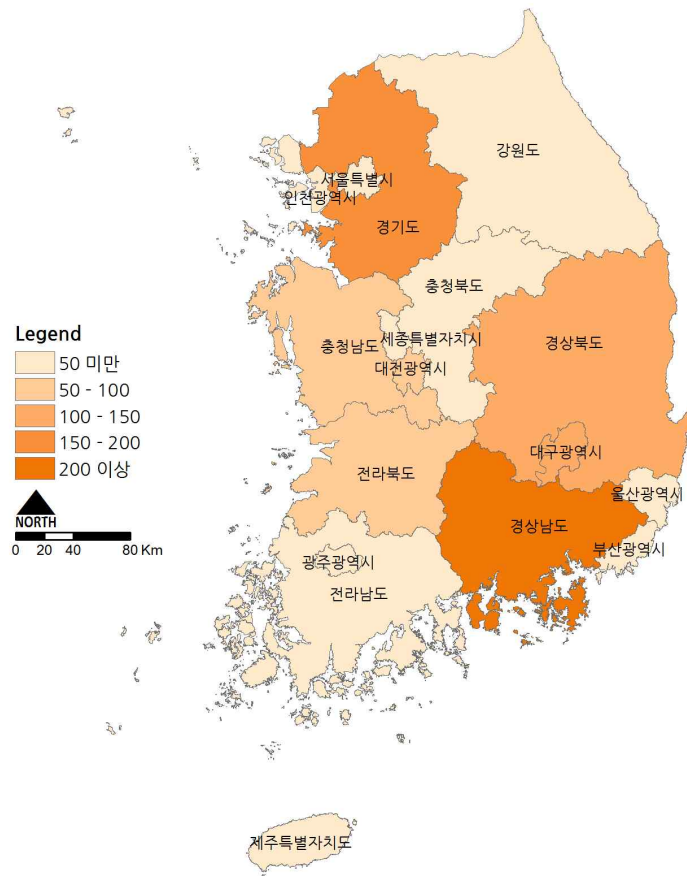 강원도
서울특별시
인천광역시
경기도
충청북도
세종특별자치시
충청남도
경상북도
대전광역시
대구광역시
전라북도
울산광역시
경상남도
부산광역시
광주광역시
전라남도
제주특별자치도
Legend
50 미만
50 - 100
100 - 150
150 - 200
200 이상
NORTH
0 20 40 80 Km